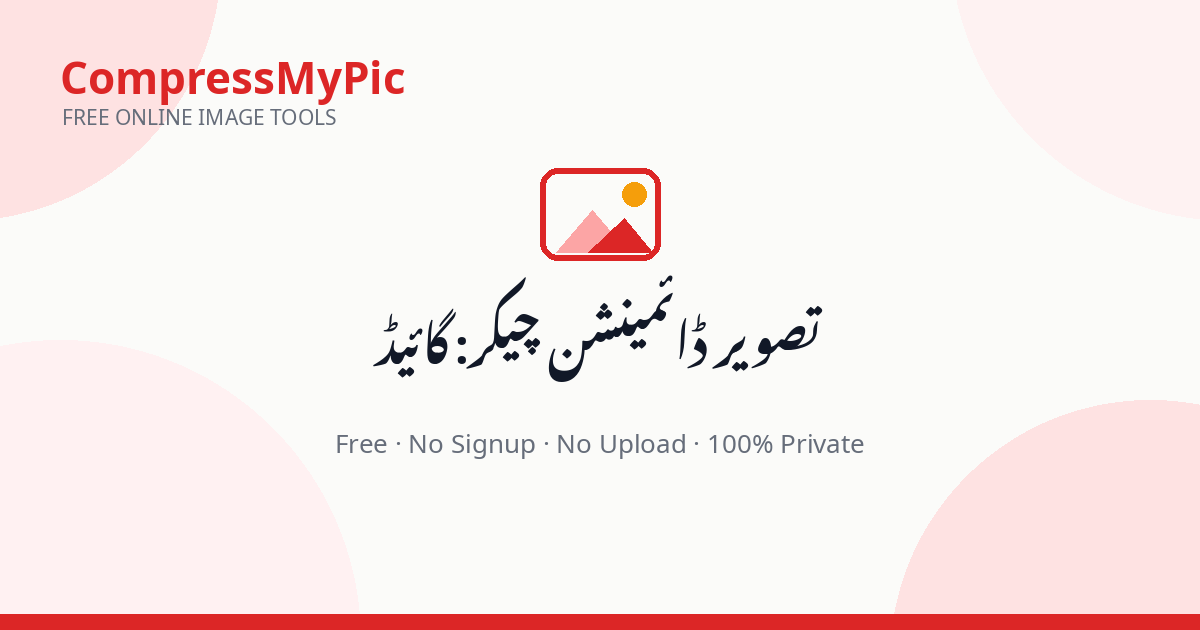 CompressMyPic
FREE ONLINE IMAGE TOOLS
تصویر ڈائمینشن چیکر: گائیڈ
Free · No Signup · No Upload · 100% Private